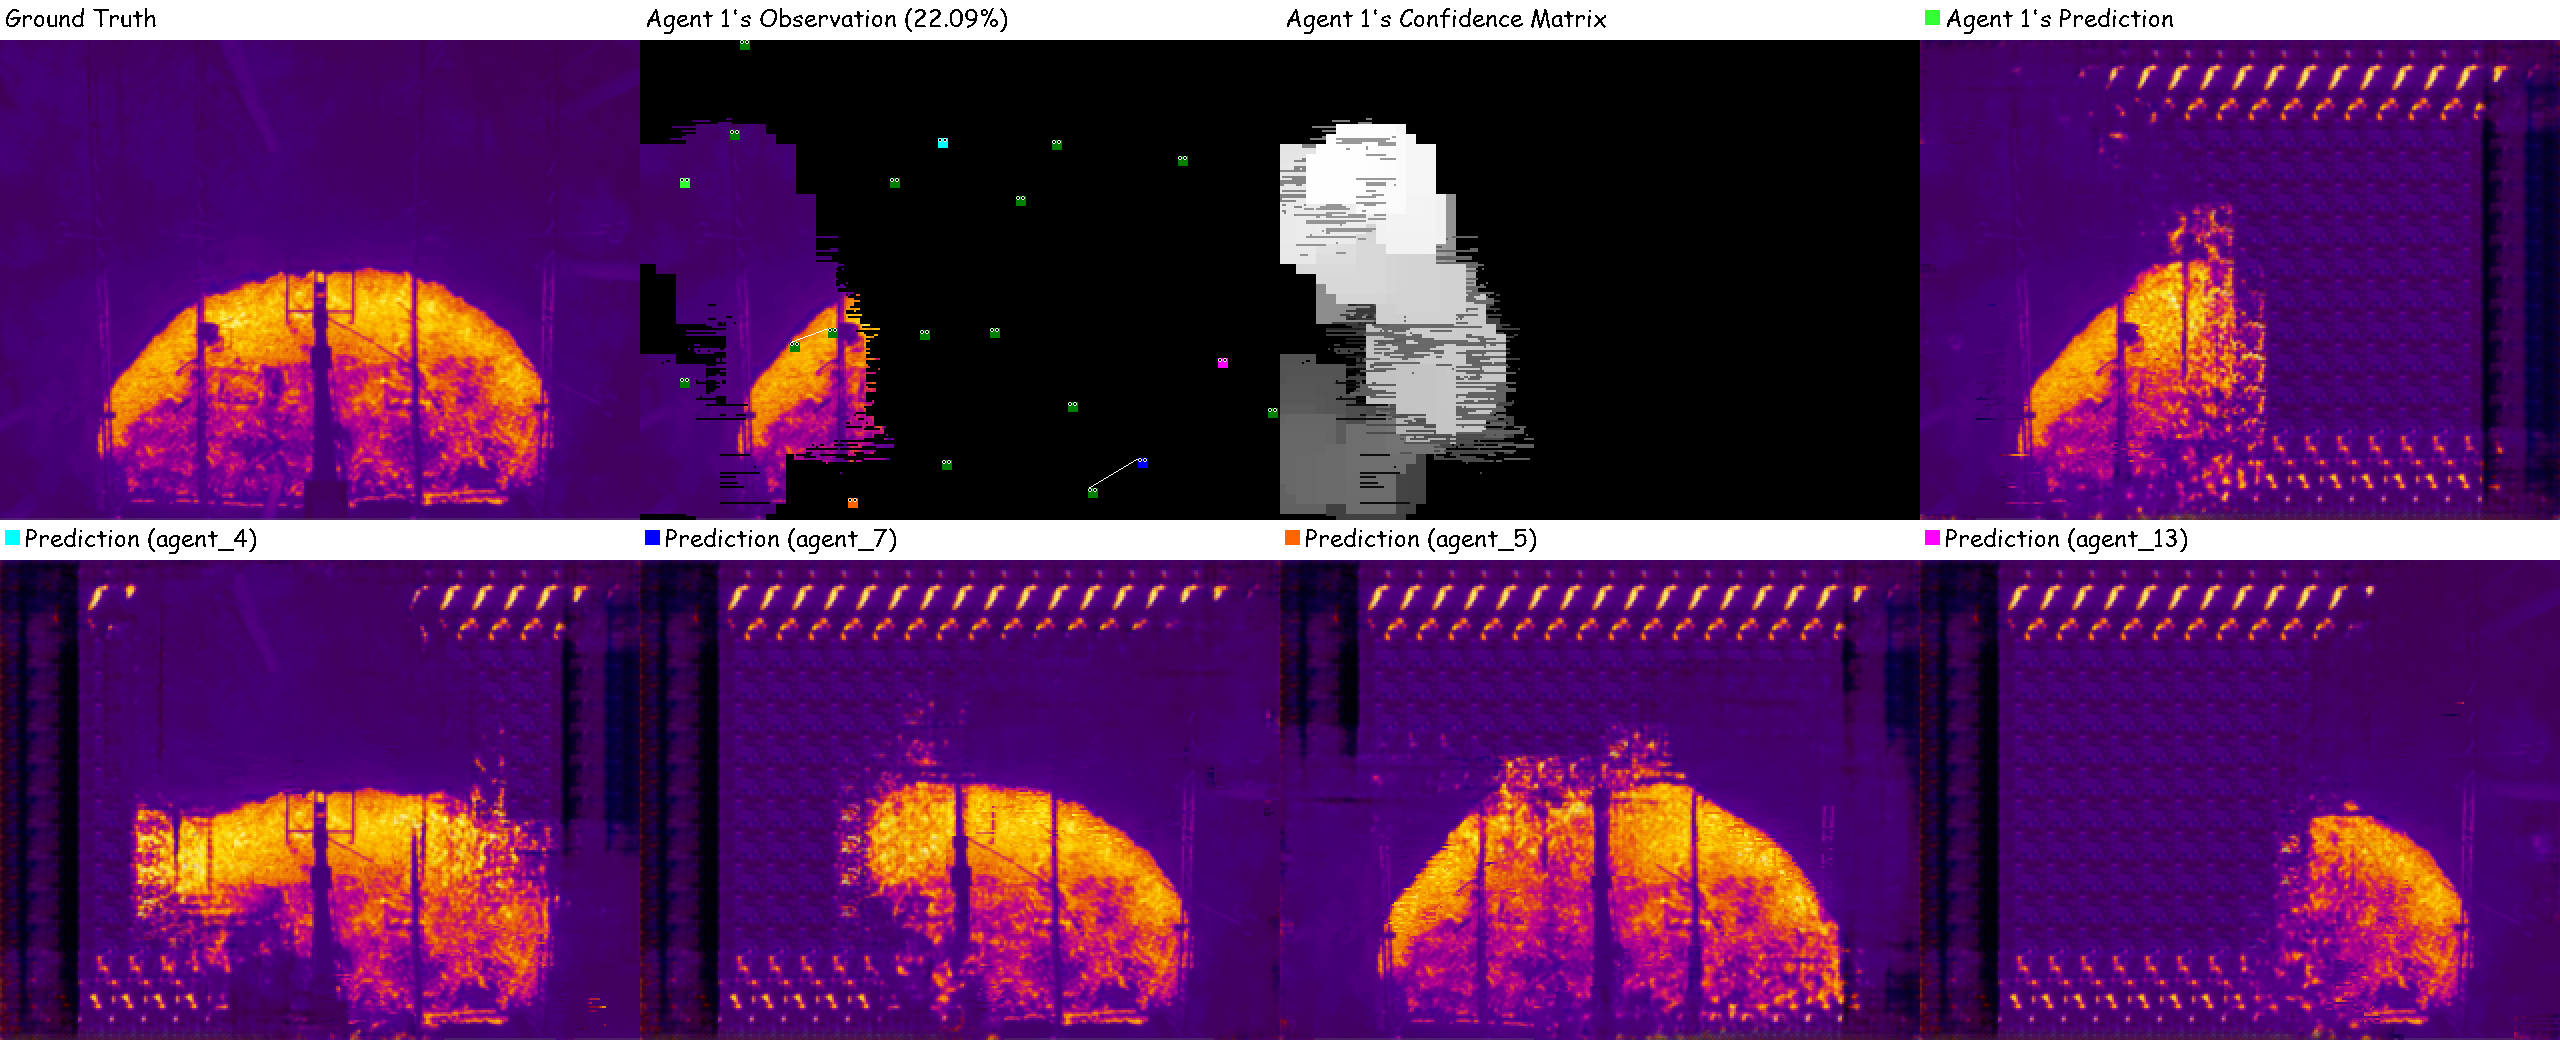 Ground Truth
Agent 1's Observation (22.09%)
Agent 1's Confidence Matrix
Agent 1's Prediction
Prediction (agent_4)
Prediction (agent_7)
Prediction (agent_5)
Prediction (agent_13)